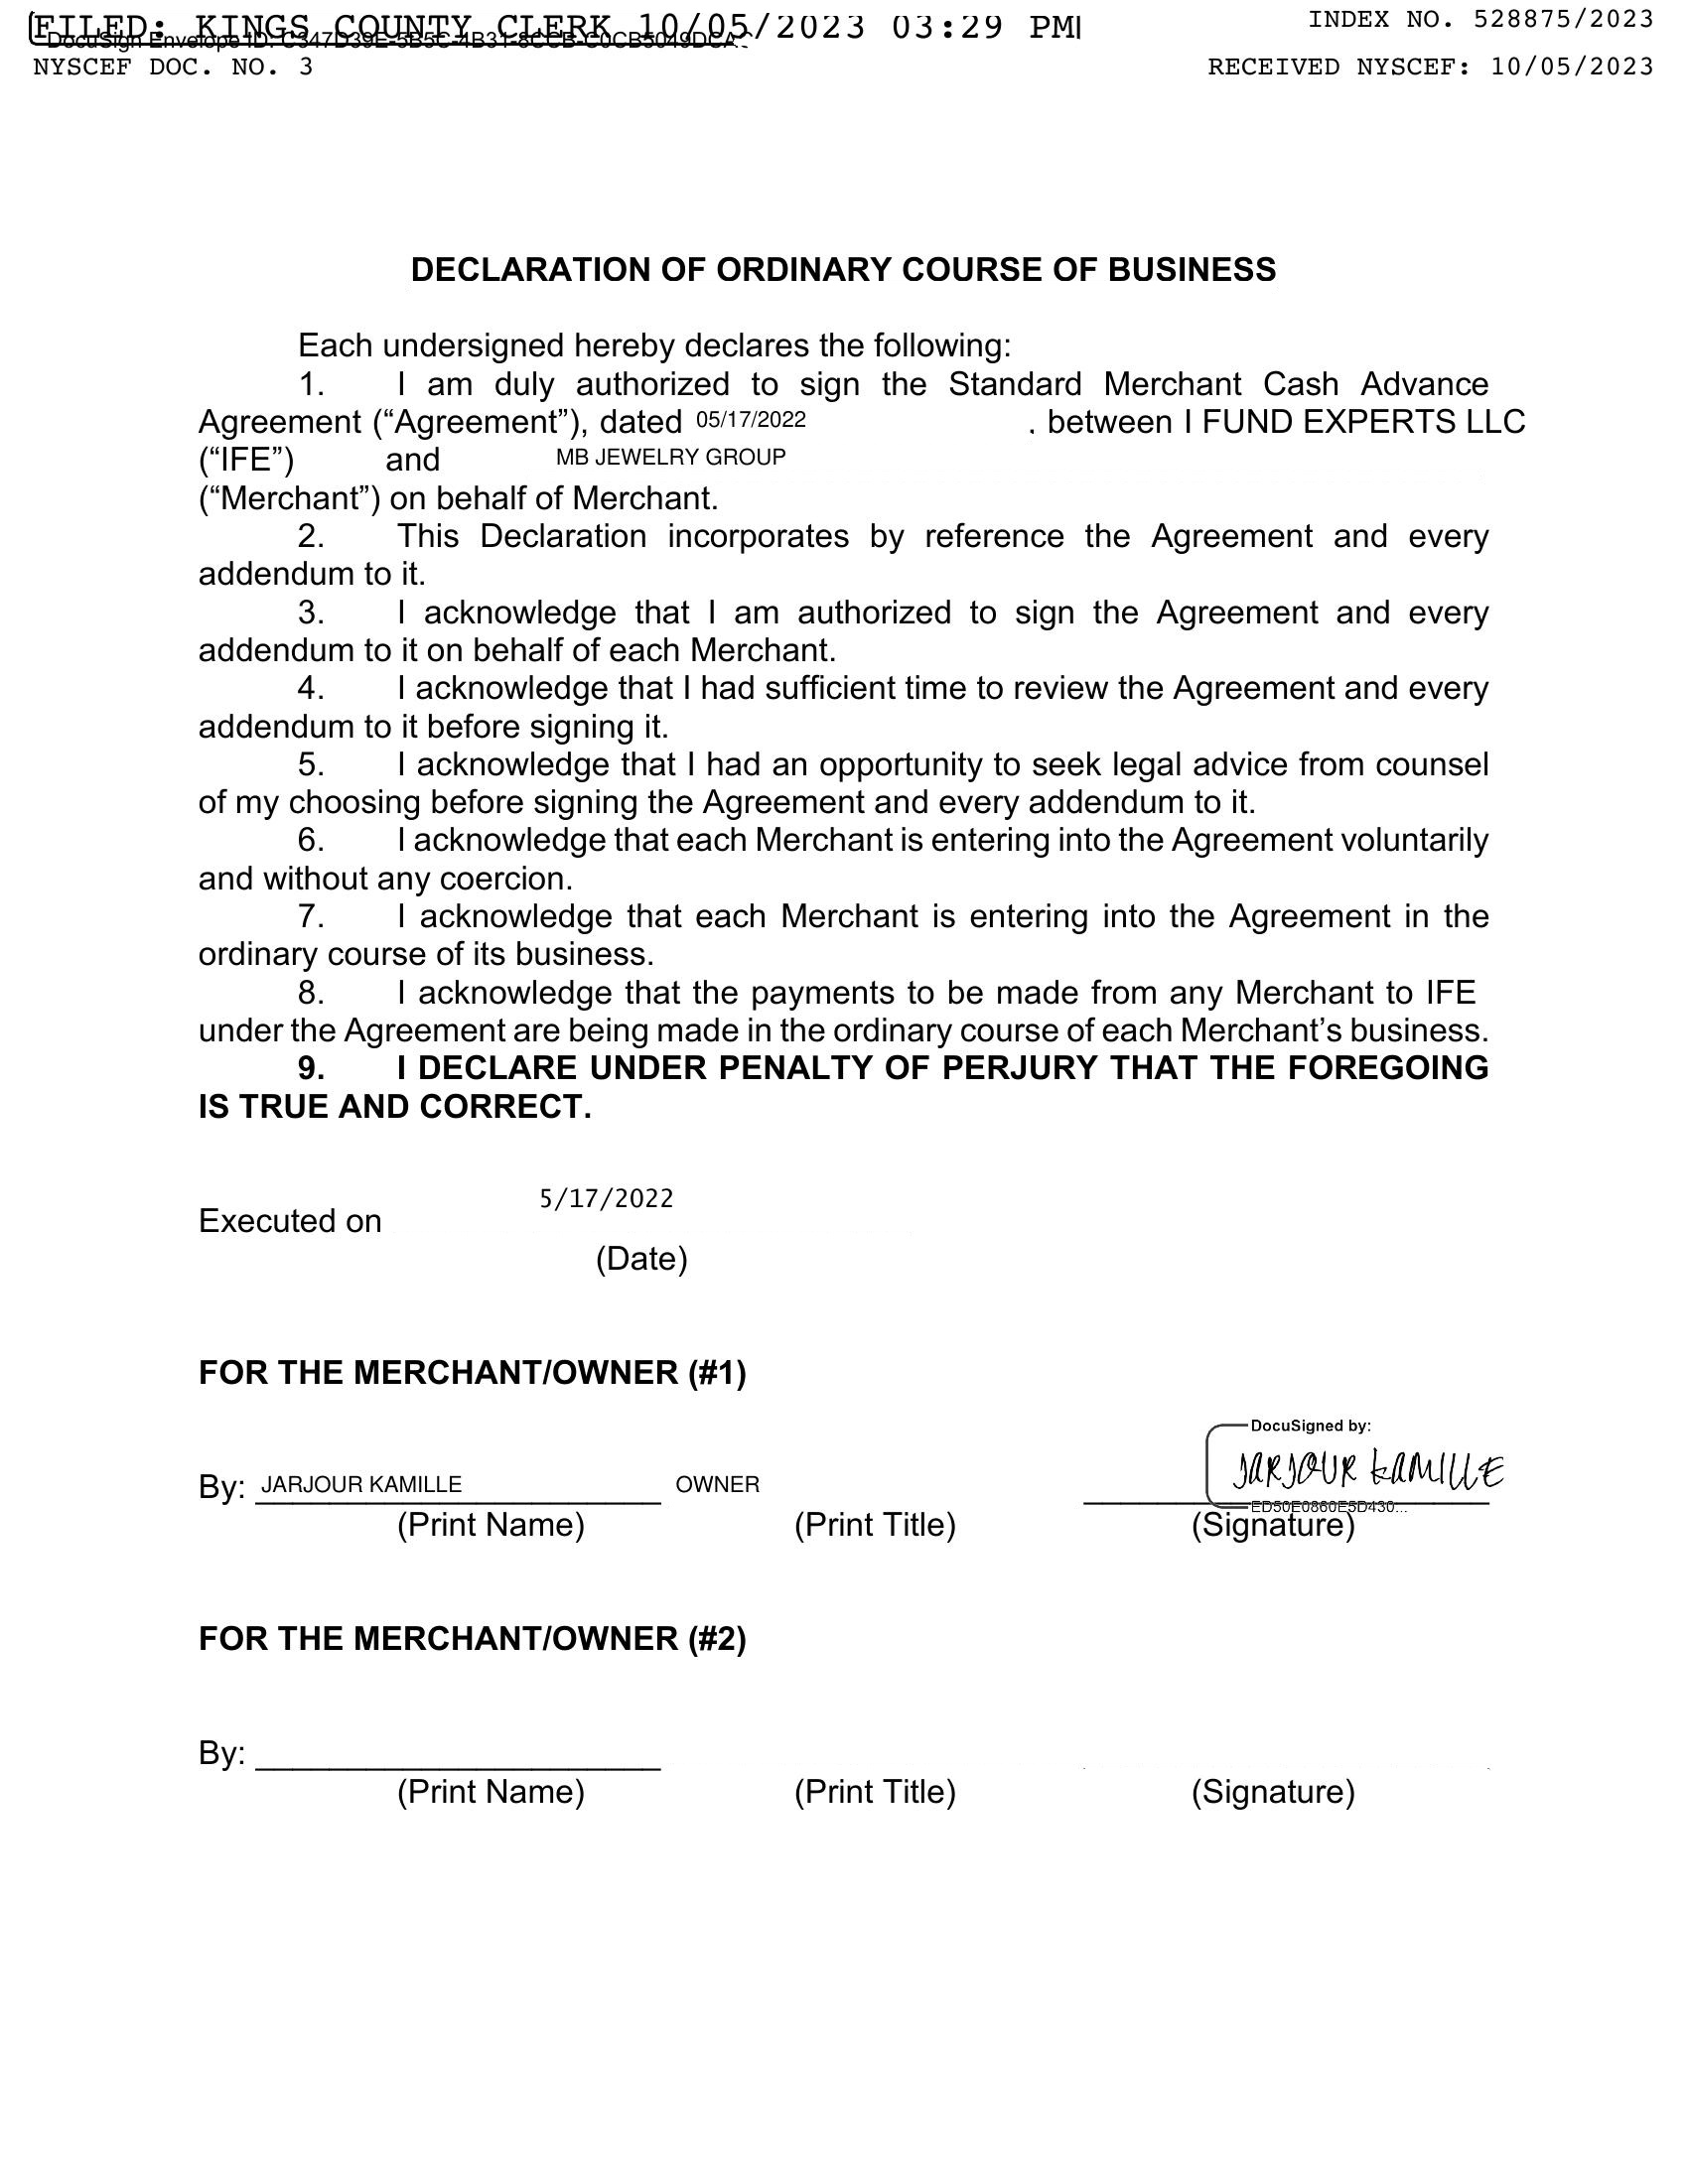 FILED: KINGS COUNTY CLERK 10/05/2023 03:29 PM
INDEX NO. 528875/2023
DocuSign Envelope ID: C347D39E-5B5C-4B31-8CCB-C0CB5049DCA
NYSCEF DOC. NO. 3
RECEIVED NYSCEF: 10/05/2023
DECLARATION OF ORDINARY COURSE OF BUSINESS
Each undersigned hereby declares the following:
1. I am duly authorized to sign the Standard Merchant Cash Advance
Agreement (“Agreement”), dated 05/17/2022 , between I FUND EXPERTS LLC
(“IFE”) and MB JEWELRY GROUP
(“Merchant”) on behalf of Merchant.
2. This Declaration incorporates by reference the Agreement and every
addendum to it.
3. I acknowledge that I am authorized to sign the Agreement and every
addendum to it on behalf of each Merchant.
4. I acknowledge that I had sufficient time to review the Agreement and every
addendum to it before signing it.
5. I acknowledge that I had an opportunity to seek legal advice from counsel
of my choosing before signing the Agreement and every addendum to it.
6. I acknowledge that each Merchant is entering into the Agreement voluntarily
and without any coercion.
7. I acknowledge that each Merchant is entering into the Agreement in the
ordinary course of its business.
8. I acknowledge that the payments to be made from any Merchant to IFE
under the Agreement are being made in the ordinary course of each Merchant’s business.
9. I DECLARE UNDER PENALTY OF PERJURY THAT THE FOREGOING
IS TRUE AND CORRECT.
Executed on 5/17/2022
(Date)
FOR THE MERCHANT/OWNER (#1)
DocuSigned by:
By: JARJOUR KAMILLE OWNER JARJOUR KAMILLE
ED50E0860E5D430...
(Print Name) (Print Title) (Signature)
FOR THE MERCHANT/OWNER (#2)
By:
(Print Name) (Print Title) (Signature)